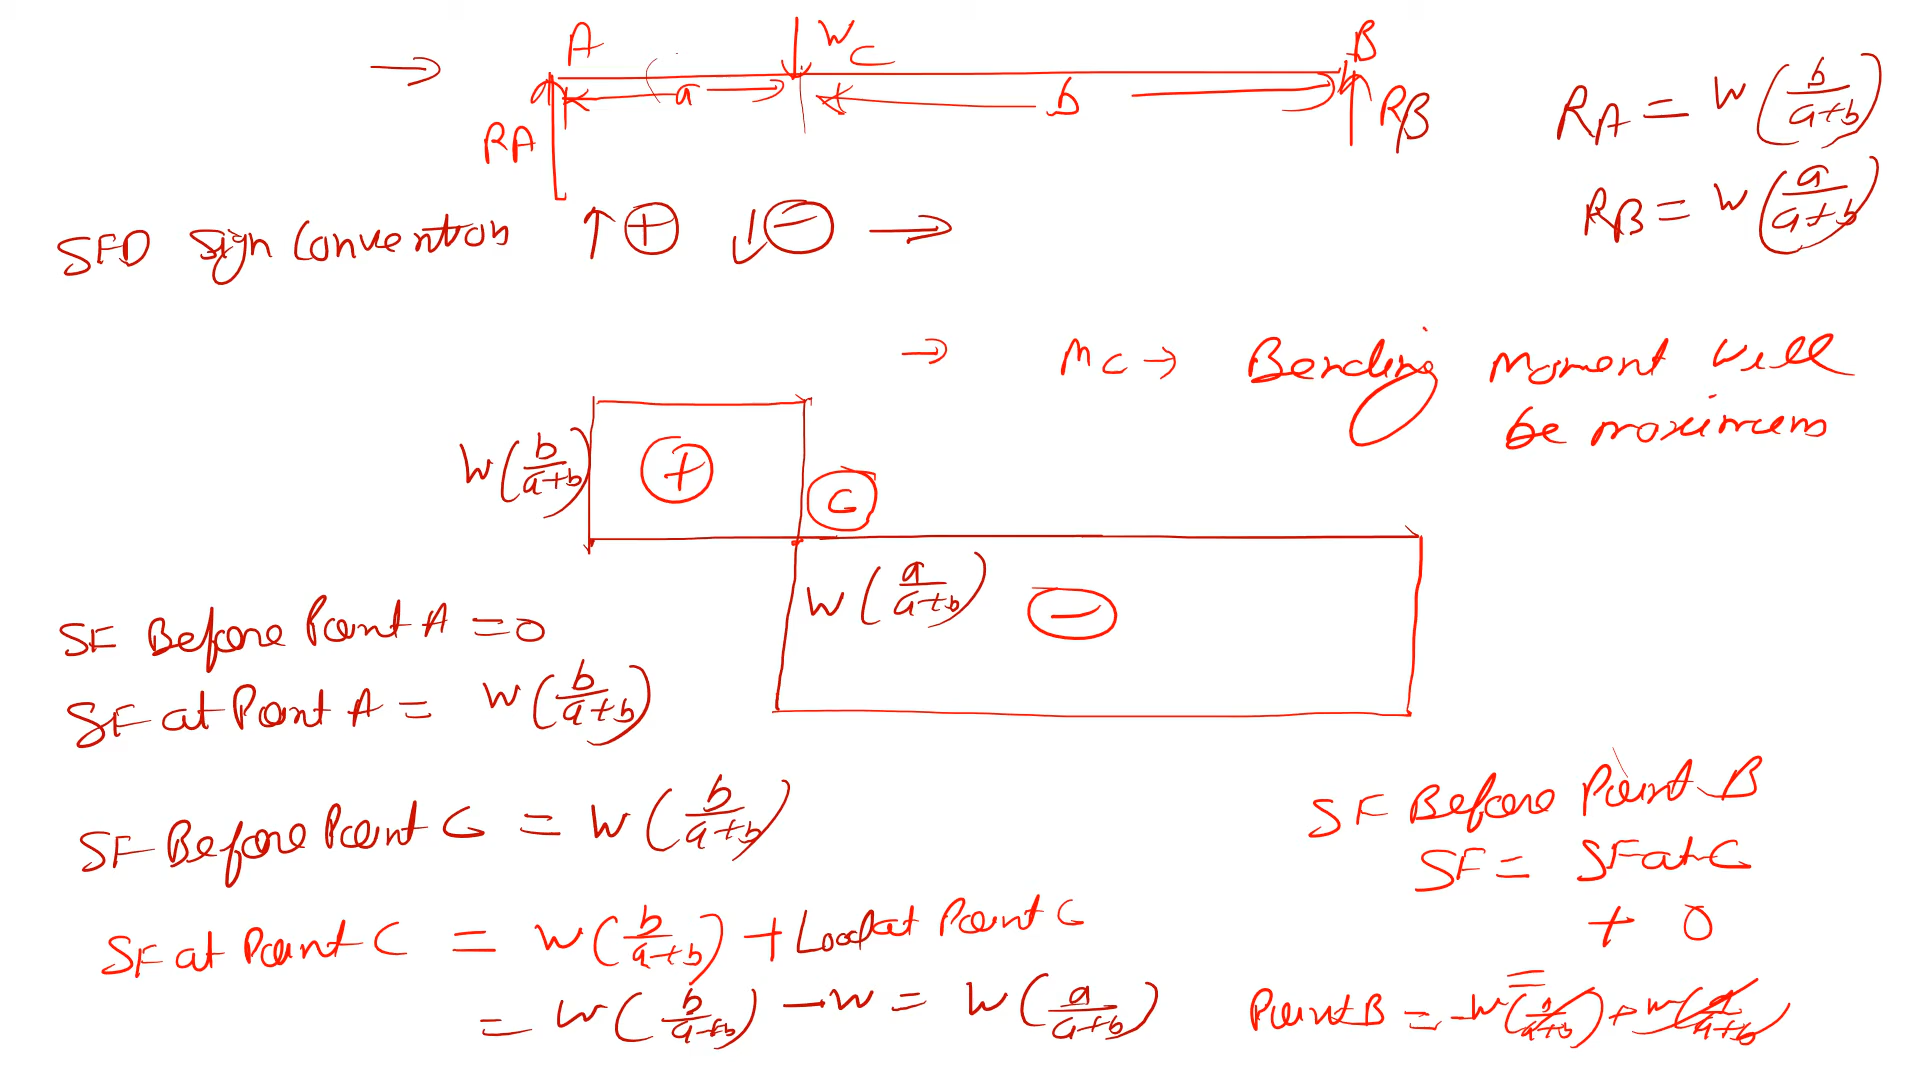 A W C B
a b
RA RB
RA = W (b/a+b)
RB = W (a/a+b)
SFD Sign Convention ↑ (+) ↓ (-) →
→ MC → Bending Moment will
be maximum
W (b/a+b) (+) C
W (a/a+b) (-)
SF Before Point A = 0
SF at Point A = W (b/a+b)
SF Before Point C = W (b/a+b)
SF at Point C = W (b/a+b) + Load at Point C
= W (b/a+b) - W = W (a/a+b)
SF Before Point B
SF = SF at C
+ 0
=
Point B = -W (a/a+b) + W (a/a+b)